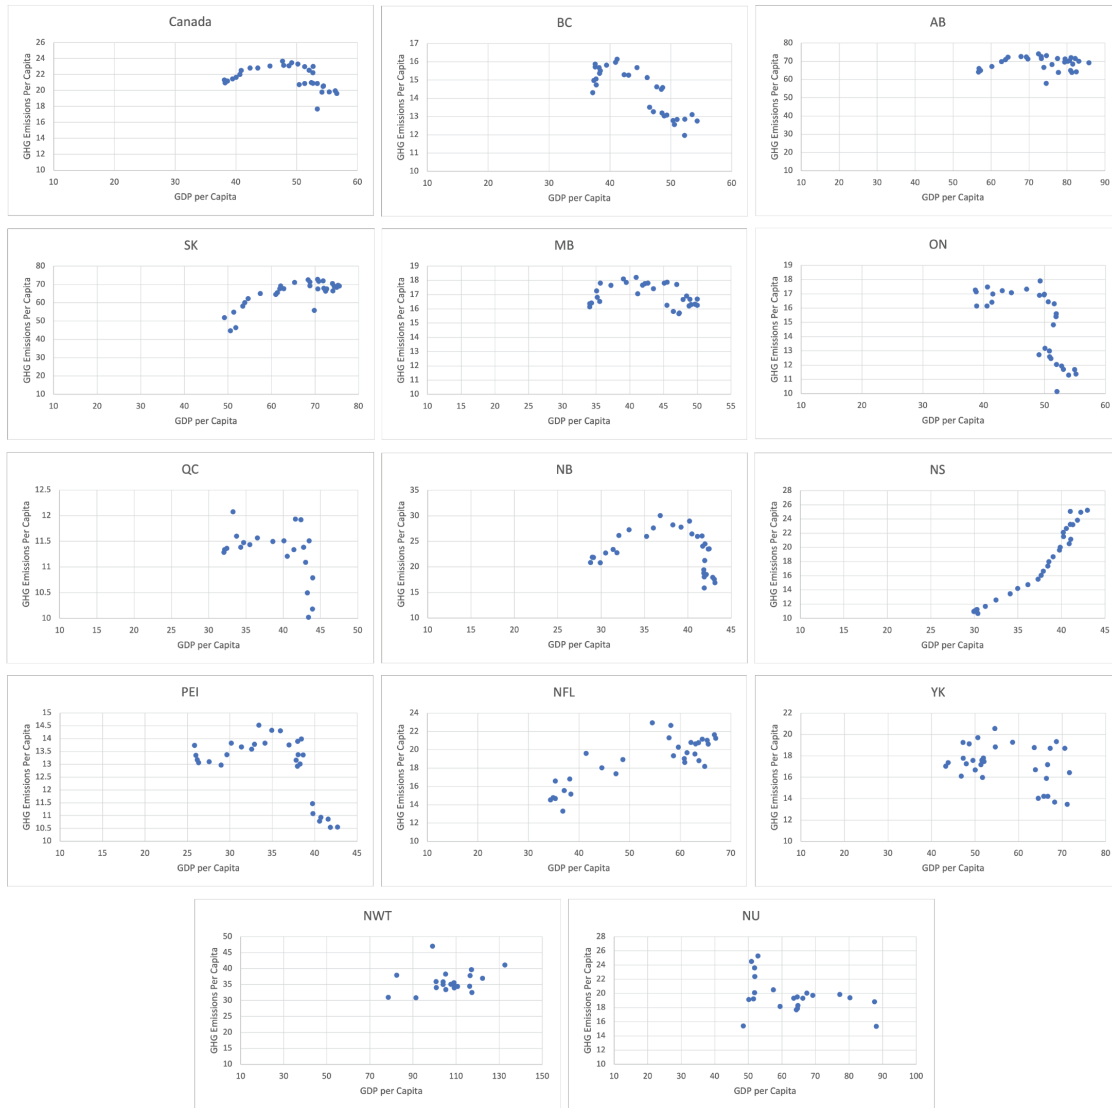 Canada
GHG Emissions Per Capita
26
24
22
20
18
16
14
12
10
10 20 30 40 50 60
GDP per Capita
BC
GHG Emissions Per Capita
17
16
15
14
13
12
11
10
10 20 30 40 50 60
GDP per Capita
AB
GHG Emissions Per Capita
80
70
60
50
40
30
20
10
10 20 30 40 50 60 70 80 90
GDP per Capita
SK
GHG Emissions Per Capita
80
70
60
50
40
30
20
10
10 20 30 40 50 60 70 80
GDP per Capita
MB
GHG Emissions Per Capita
19
18
17
16
15
14
13
12
11
10
10 15 20 25 30 35 40 45 50 55
GDP per Capita
ON
GHG Emissions Per Capita
19
18
17
16
15
14
13
12
11
10
10 20 30 40 50 60
GDP per Capita
QC
GHG Emissions Per Capita
12.5
12
11.5
11
10.5
10
10 15 20 25 30 35 40 45 50
GDP per Capita
NB
GHG Emissions Per Capita
35
30
25
20
15
10
10 15 20 25 30 35 40 45
GDP per Capita
NS
GHG Emissions Per Capita
28
26
24
22
20
18
16
14
12
10
10 15 20 25 30 35 40 45
GDP per Capita
PEI
GHG Emissions Per Capita
15
14.5
14
13.5
13
12.5
12
11.5
11
10.5
10
10 15 20 25 30 35 40 45
GDP per Capita
NFL
GHG Emissions Per Capita
24
22
20
18
16
14
12
10
10 20 30 40 50 60 70
GDP per Capita
YK
GHG Emissions Per Capita
22
20
18
16
14
12
10
10 20 30 40 50 60 70 80
GDP per Capita
NWT
GHG Emissions Per Capita
50
45
40
35
30
25
20
15
10
10 30 50 70 90 110 130 150
GDP per Capita
NU
GHG Emissions Per Capita
28
26
24
22
20
18
16
14
12
10
10 20 30 40 50 60 70 80 90 100
GDP per Capita